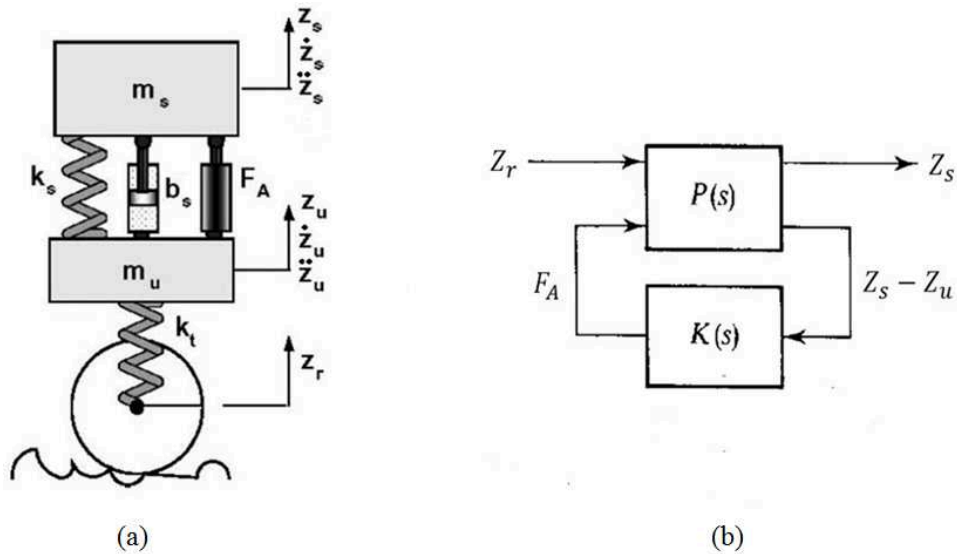 z_s
ż_s
z̈_s
m_s
k_s
b_s
F_A
z_u
ż_u
z̈_u
m_u
k_t
z_r
(a)
Z_r
P(s)
Z_s
F_A
Z_s − Z_u
K(s)
(b)